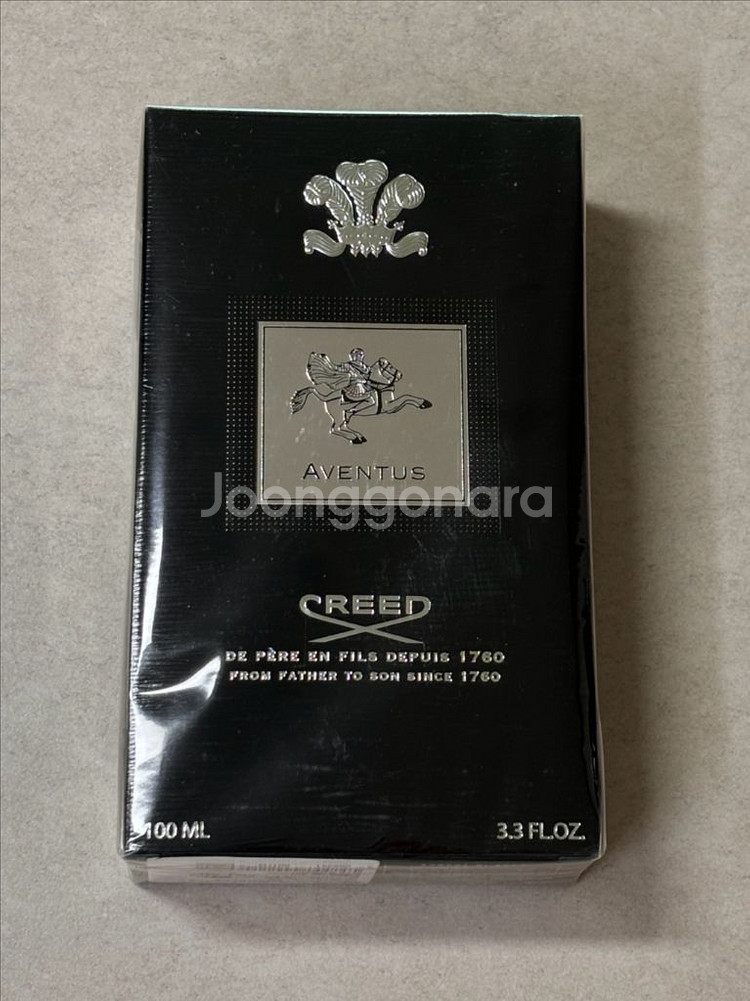 AVENTUS
Joonggonara
CREED
DE PÈRE EN FILS DEPUIS 1760
FROM FATHER TO SON SINCE 1760
100 ML
3.3 FL.OZ.